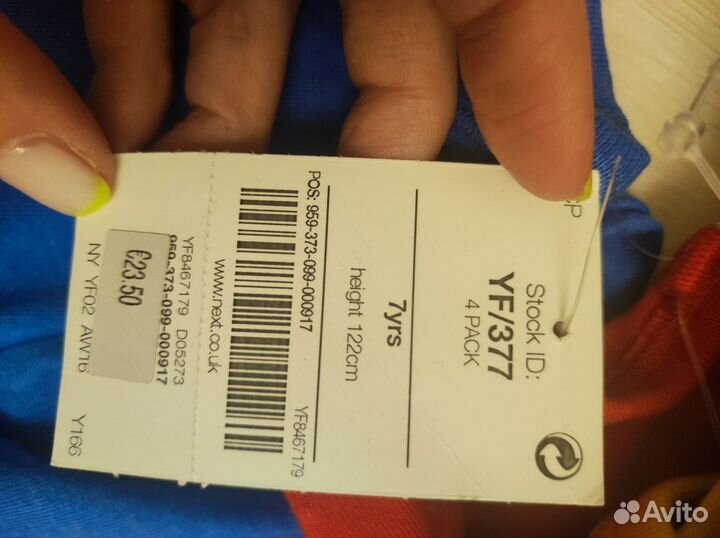 :P
Stock ID:
YF/377
4 PACK
7yrs
height 122cm
POS: 959-373-099-000917
YF8467179
www.next.co.uk
YF8467179 D05273
959-373-099-000917
€23.50
NY YF02 AW16
Y166
Avito